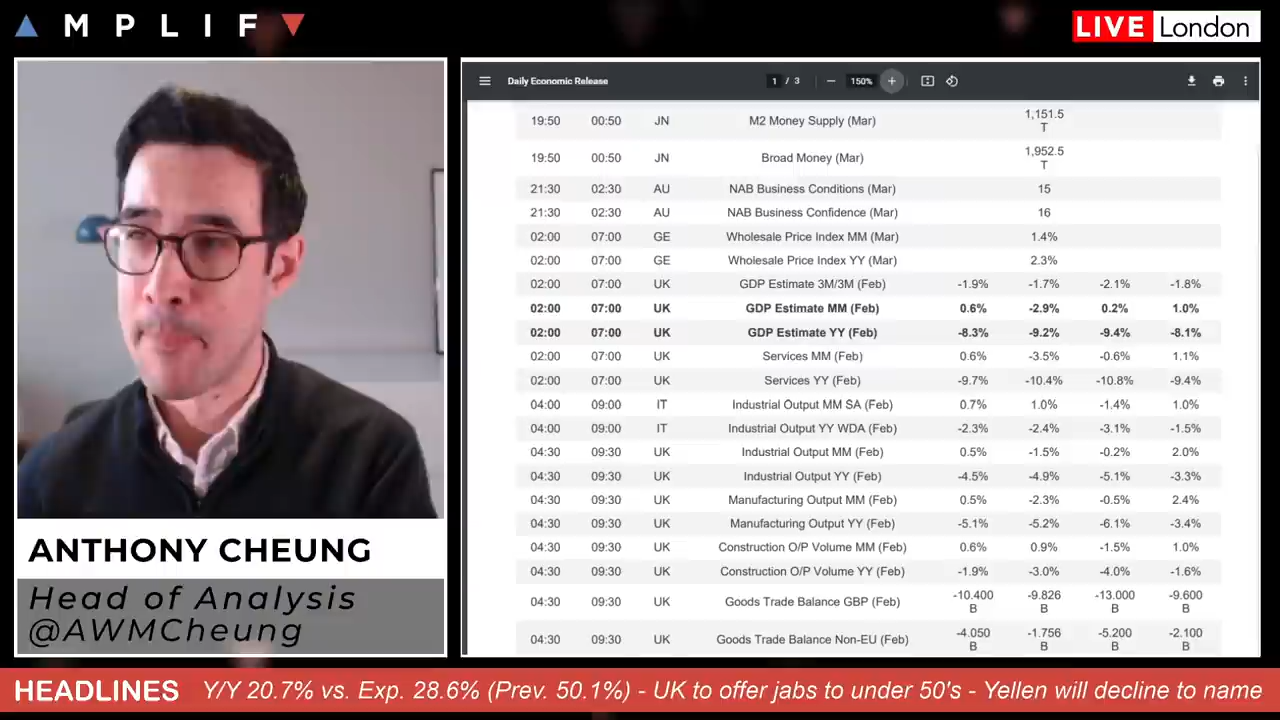 MPLIF
LIVE London
Daily Economic Release
1 / 3
150%
19:50 00:50 JN M2 Money Supply (Mar) 1,151.5 T
19:50 00:50 JN Broad Money (Mar) 1,952.5 T
21:30 02:30 AU NAB Business Conditions (Mar) 15
21:30 02:30 AU NAB Business Confidence (Mar) 16
02:00 07:00 GE Wholesale Price Index MM (Mar) 1.4%
02:00 07:00 GE Wholesale Price Index YY (Mar) 2.3%
02:00 07:00 UK GDP Estimate 3M/3M (Feb) -1.9% -1.7% -2.1% -1.8%
02:00 07:00 UK GDP Estimate MM (Feb) 0.6% -2.9% 0.2% 1.0%
02:00 07:00 UK GDP Estimate YY (Feb) -8.3% -9.2% -9.4% -8.1%
02:00 07:00 UK Services MM (Feb) 0.6% -3.5% -0.6% 1.1%
02:00 07:00 UK Services YY (Feb) -9.7% -10.4% -10.8% -9.4%
04:00 09:00 IT Industrial Output MM SA (Feb) 0.7% 1.0% -1.4% 1.0%
04:00 09:00 IT Industrial Output YY WDA (Feb) -2.3% -2.4% -3.1% -1.5%
04:30 09:30 UK Industrial Output MM (Feb) 0.5% -1.5% -0.2% 2.0%
04:30 09:30 UK Industrial Output YY (Feb) -4.5% -4.9% -5.1% -3.3%
04:30 09:30 UK Manufacturing Output MM (Feb) 0.5% -2.3% -0.5% 2.4%
04:30 09:30 UK Manufacturing Output YY (Feb) -5.1% -5.2% -6.1% -3.4%
04:30 09:30 UK Construction O/P Volume MM (Feb) 0.6% 0.9% -1.5% 1.0%
04:30 09:30 UK Construction O/P Volume YY (Feb) -1.9% -3.0% -4.0% -1.6%
04:30 09:30 UK Goods Trade Balance GBP (Feb) -10.400 B -9.826 B -13.000 B -9.600 B
04:30 09:30 UK Goods Trade Balance Non-EU (Feb) -4.050 B -1.756 B -5.200 B -2.100 B
ANTHONY CHEUNG
Head of Analysis
@AWMCheung
HEADLINES Y/Y 20.7% vs. Exp. 28.6% (Prev. 50.1%) - UK to offer jabs to under 50's - Yellen will decline to name